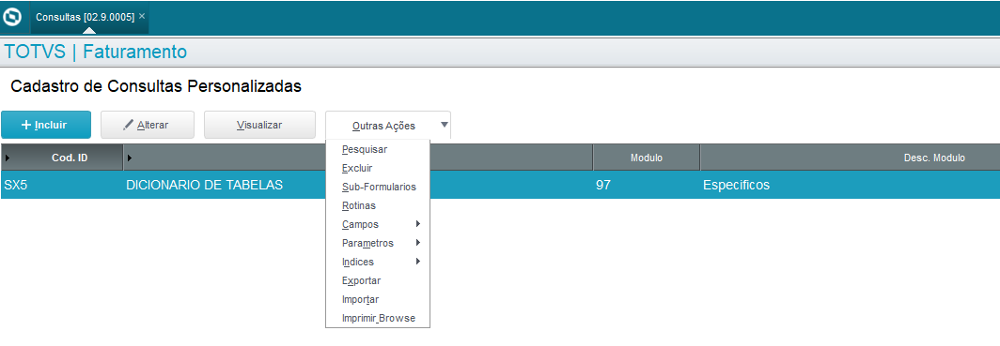 Consultas [02.9.0005] ×
TOTVS | Faturamento
Cadastro de Consultas Personalizadas
+ Incluir Alterar Visualizar Outras Ações
Cod. ID Modulo Desc. Modulo
SX5 DICIONARIO DE TABELAS 97 Especificos
Pesquisar
Excluir
Sub-Formularios
Rotinas
Campos
Parametros
Indices
Exportar
Importar
Imprimir Browse